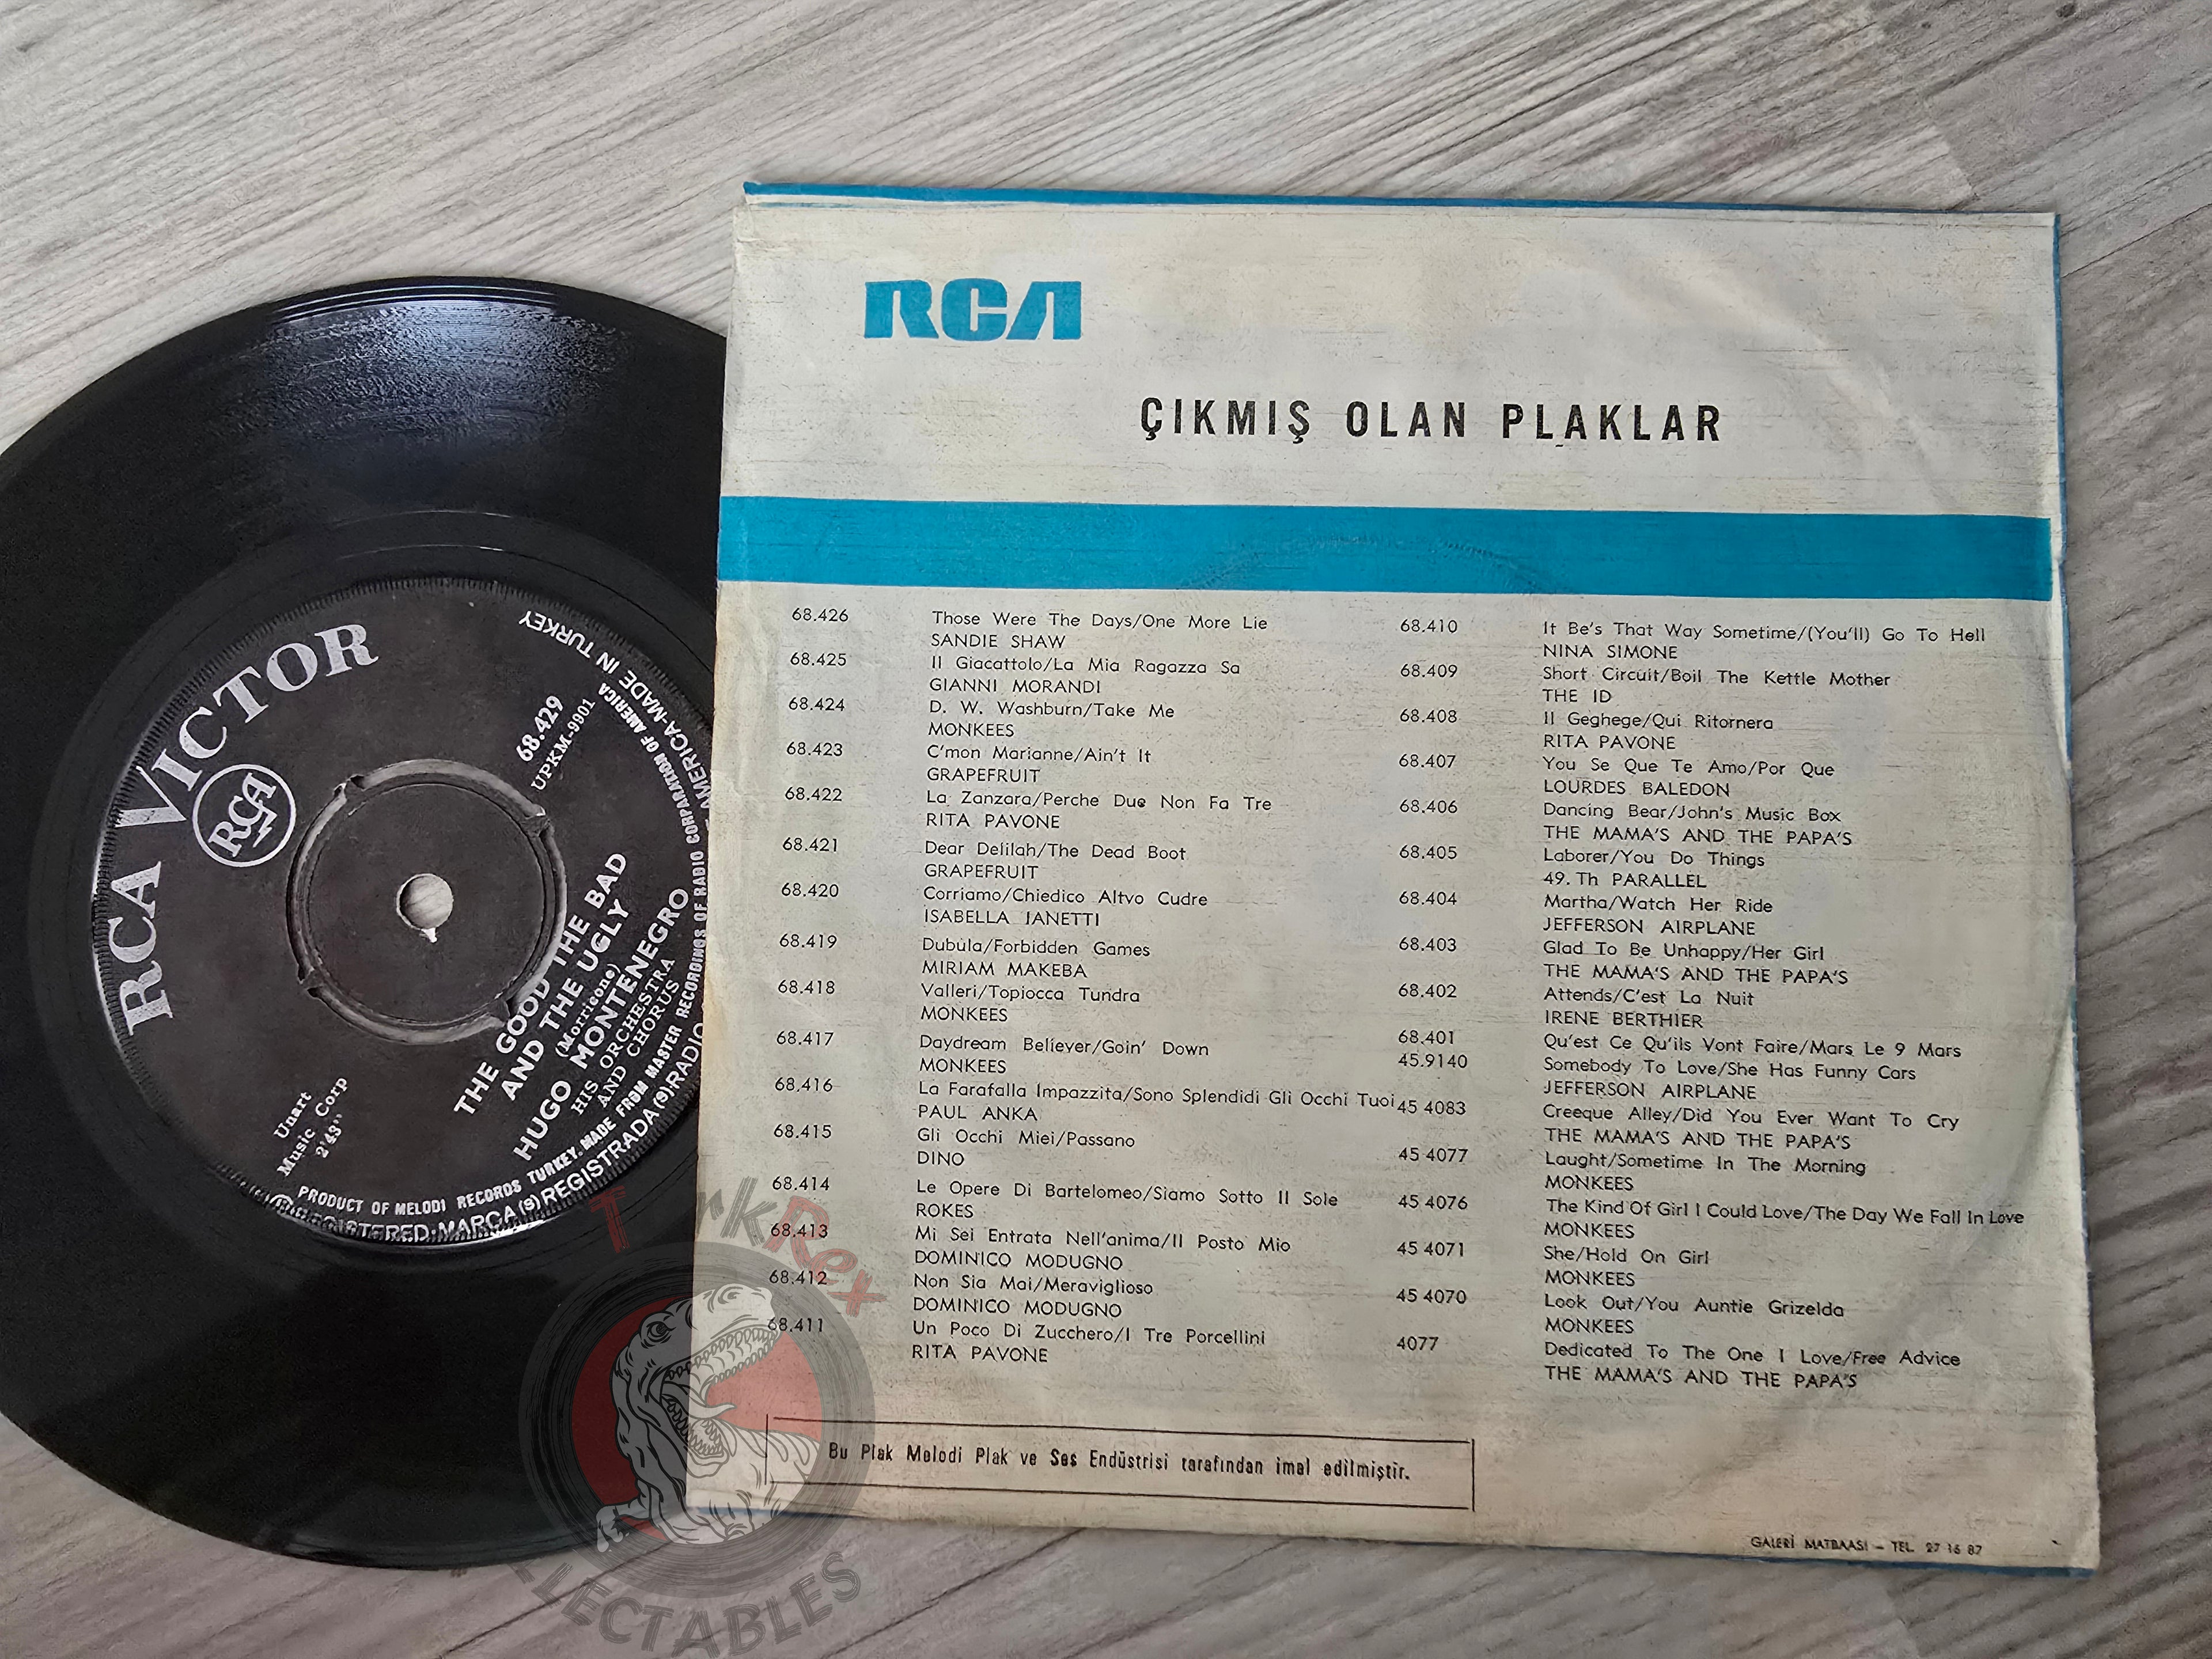 RCA VICTOR
RCA
68.429
UPKM-9901
THE GOOD THE BAD
AND THE UGLY
(Morricone)
HUGO MONTENEGRO
HIS ORCHESTRA
AND CHORUS
Unart
Music Corp
2'43''
PRODUCT OF MELODI RECORDS TURKEY. MADE FROM MASTER RECORDINGS OF RADIO CORPARATION OF AMERICA
REGISTERED·MARCA(s)REGISTRADA(s)RADIO AMERICA-MADE IN TURKEY
RCA
ÇIKMIŞ OLAN PLAKLAR
68.426 Those Were The Days/One More Lie
SANDIE SHAW
68.425 Il Giacattolo/La Mia Ragazza Sa
GIANNI MORANDI
68.424 D. W. Washburn/Take Me
MONKEES
68.423 C'mon Marianne/Ain't It
GRAPEFRUIT
68.422 La Zanzara/Perche Due Non Fa Tre
RITA PAVONE
68.421 Dear Delilah/The Dead Boot
GRAPEFRUIT
68.420 Corriamo/Chiedico Altvo Cudre
ISABELLA JANETTI
68.419 Dubula/Forbidden Games
MIRIAM MAKEBA
68.418 Valleri/Topiocca Tundra
MONKEES
68.417 Daydream Believer/Goin' Down
MONKEES
68.416 La Farafalla Impazzita/Sono Splendidi Gli Occhi Tuoi
PAUL ANKA
68.415 Gli Occhi Miei/Passano
DINO
68.414 Le Opere Di Bartelomeo/Siamo Sotto Il Sole
ROKES
68.413 Mi Sei Entrata Nell'anima/Il Posto Mio
DOMINICO MODUGNO
68.412 Non Sia Mai/Meraviglioso
DOMINICO MODUGNO
68.411 Un Poco Di Zucchero/I Tre Porcellini
RITA PAVONE
68.410 It Be's That Way Sometime/(You'll) Go To Hell
NINA SIMONE
68.409 Short Circuit/Boil The Kettle Mother
THE ID
68.408 Il Geghege/Qui Ritornera
RITA PAVONE
68.407 You Se Que Te Amo/Por Que
LOURDES BALEDON
68.406 Dancing Bear/John's Music Box
THE MAMA'S AND THE PAPA'S
68.405 Laborer/You Do Things
49. Th PARALLEL
68.404 Martha/Watch Her Ride
JEFFERSON AIRPLANE
68.403 Glad To Be Unhappy/Her Girl
THE MAMA'S AND THE PAPA'S
68.402 Attends/C'est La Nuit
IRENE BERTHIER
68.401 Qu'est Ce Qu'ils Vont Faire/Mars Le 9 Mars
45.9140 Somebody To Love/She Has Funny Cars
JEFFERSON AIRPLANE
45 4083 Creeque Alley/Did You Ever Want To Cry
THE MAMA'S AND THE PAPA'S
45 4077 Laught/Sometime In The Morning
MONKEES
45 4076 The Kind Of Girl I Could Love/The Day We Fall In Love
MONKEES
45 4071 She/Hold On Girl
MONKEES
45 4070 Look Out/You Auntie Grizelda
MONKEES
4077 Dedicated To The One I Love/Free Advice
THE MAMA'S AND THE PAPA'S
Bu Plak Melodi Plak ve Ses Endüstrisi tarafından imal edilmiştir.
GALERİ MATBAASI — TEL. 27 16 87